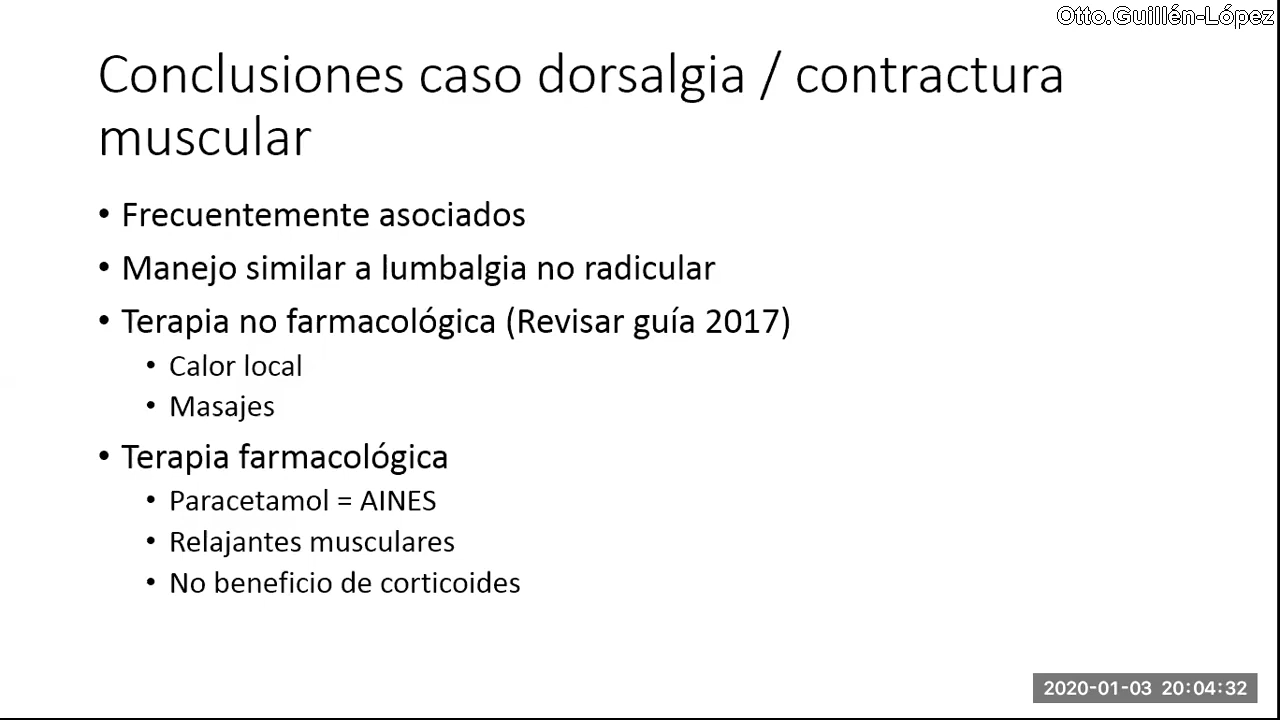 Otto.Guillén-López
Conclusiones caso dorsalgia / contractura
muscular
• Frecuentemente asociados
• Manejo similar a lumbalgia no radicular
• Terapia no farmacológica (Revisar guía 2017)
• Calor local
• Masajes
• Terapia farmacológica
• Paracetamol = AINES
• Relajantes musculares
• No beneficio de corticoides
2020-01-03 20:04:32